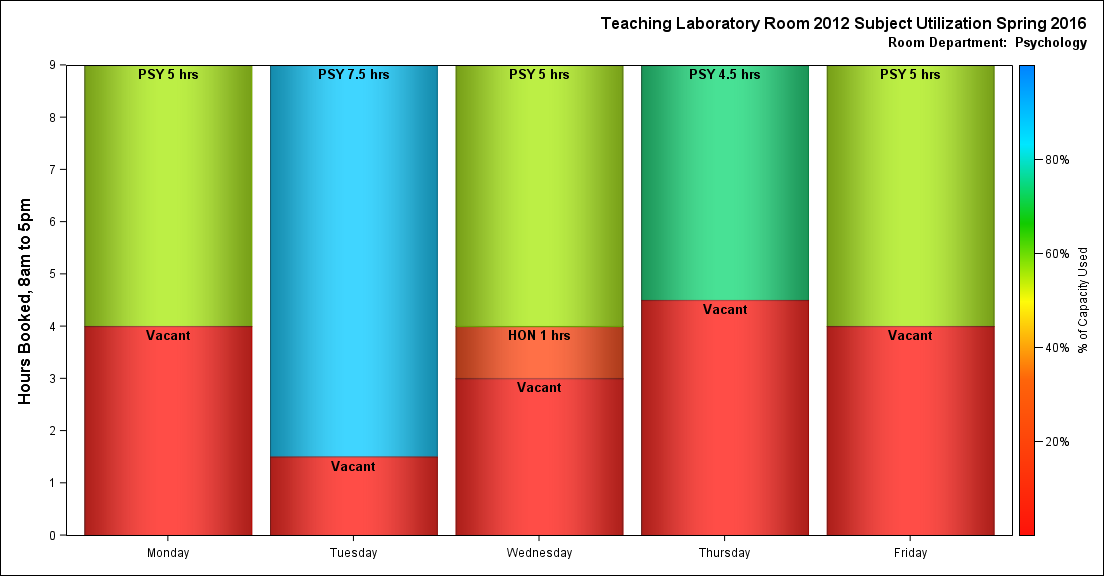 Teaching Laboratory Room 2012 Subject Utilization Spring 2016
Room Department:  Psychology
Hours Booked, 8am to 5pm
9
8
7
6
5
4
3
2
1
0
PSY 5 hrs
Vacant
PSY 7.5 hrs
Vacant
PSY 5 hrs
HON 1 hrs
Vacant
PSY 4.5 hrs
Vacant
PSY 5 hrs
Vacant
Monday
Tuesday
Wednesday
Thursday
Friday
80%
60%
40%
20%
% of Capacity Used